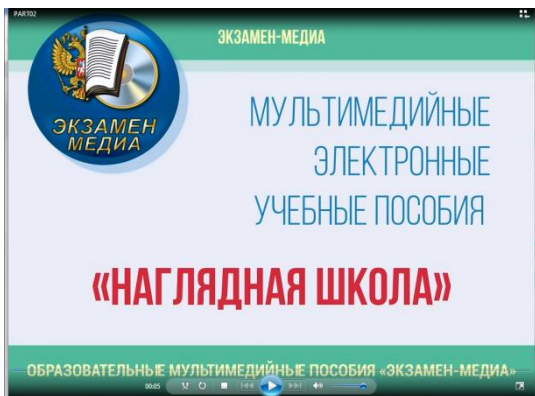 PART02
ЭКЗАМЕН-МЕДИА
ЭКЗАМЕН
МЕДИА
МУЛЬТИМЕДИЙНЫЕ
ЭЛЕКТРОННЫЕ
УЧЕБНЫЕ ПОСОБИЯ
«НАГЛЯДНАЯ ШКОЛА»
ОБРАЗОВАТЕЛЬНЫЕ МУЛЬТИМЕДИЙНЫЕ ПОСОБИЯ «ЭКЗАМЕН-МЕДИА»
00:05